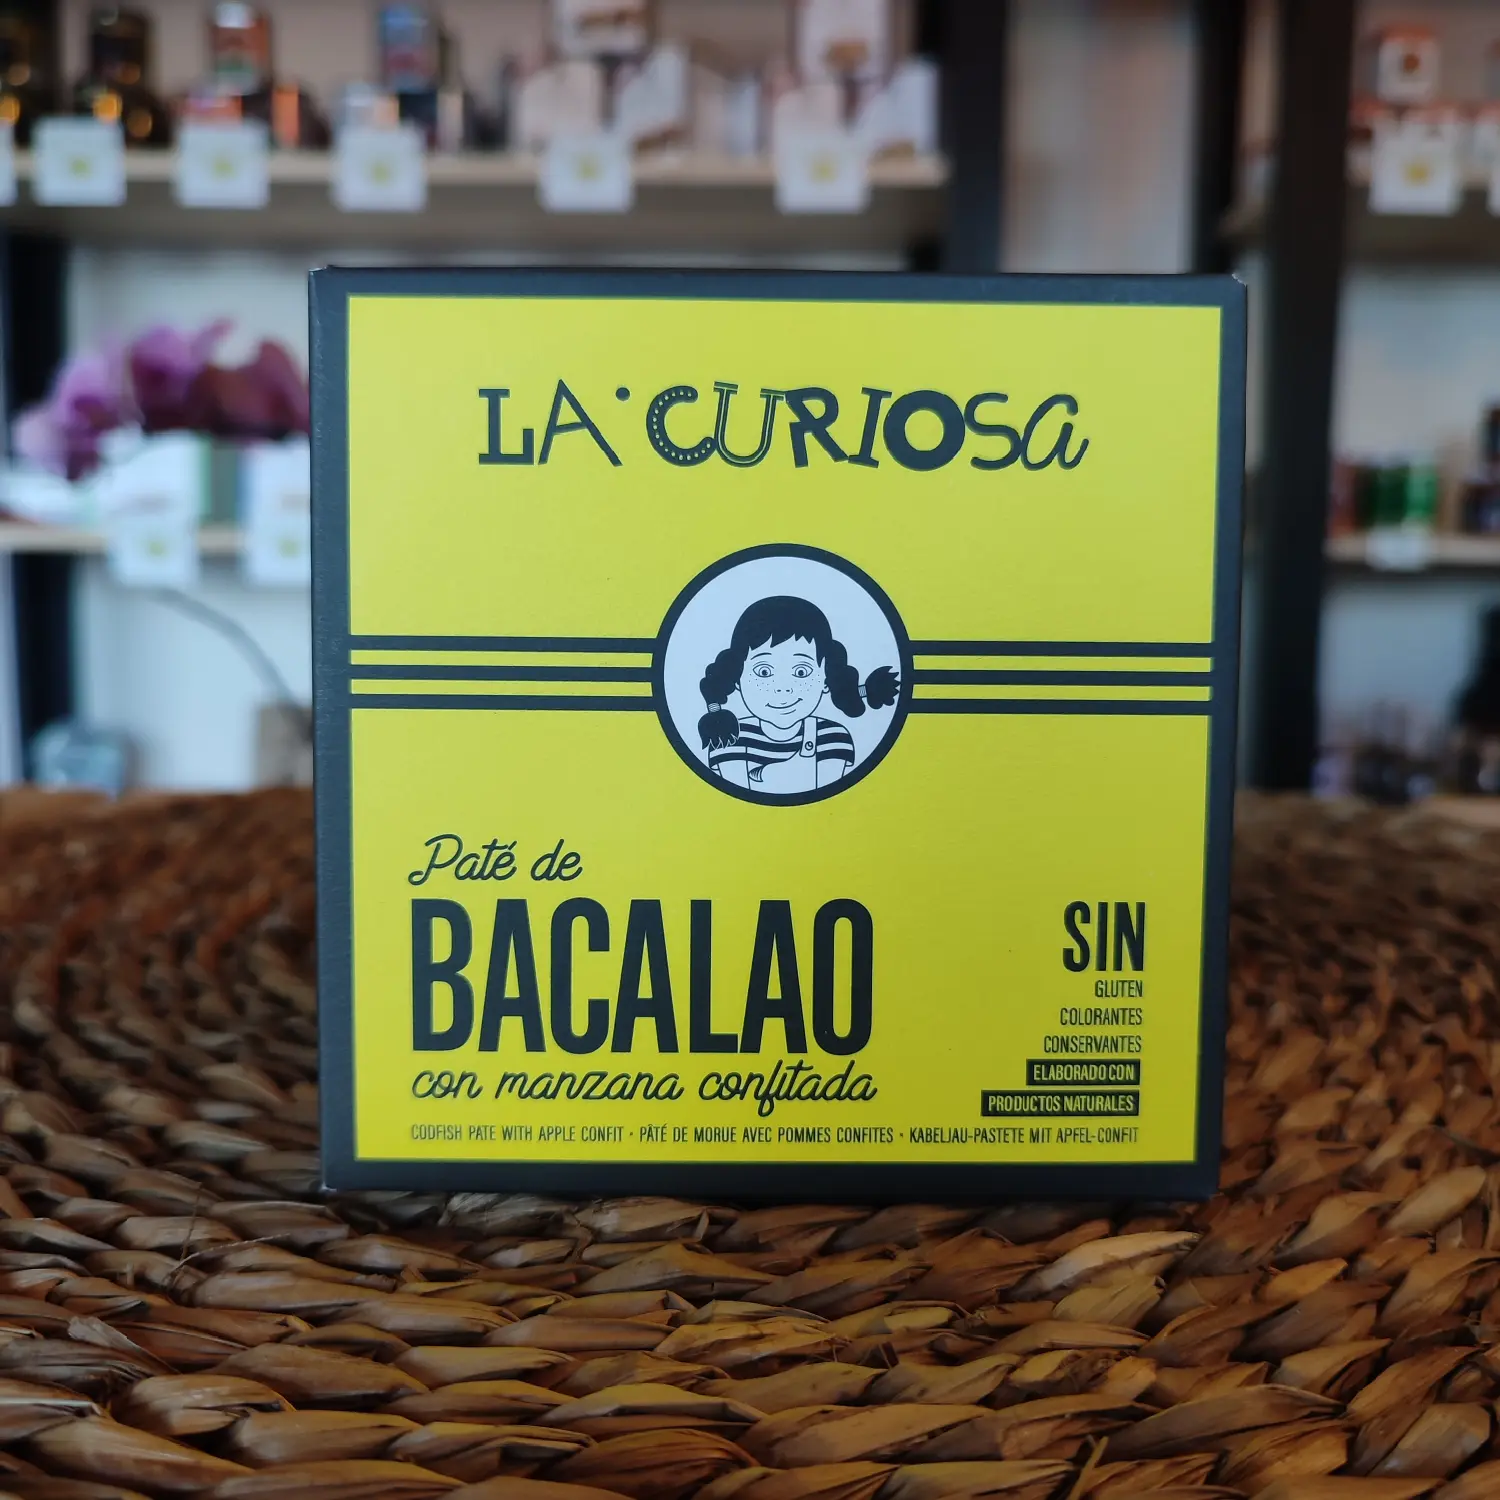 LA CURIOSA
Paté de
BACALAO
con manzana confitada
SIN
GLUTEN
COLORANTES
CONSERVANTES
ELABORADO CON
PRODUCTOS NATURALES
CODFISH PATE WITH APPLE CONFIT · PÂTÉ DE MORUE AVEC POMMES CONFITES · KABELJAU-PASTETE MIT APFEL-CONFIT